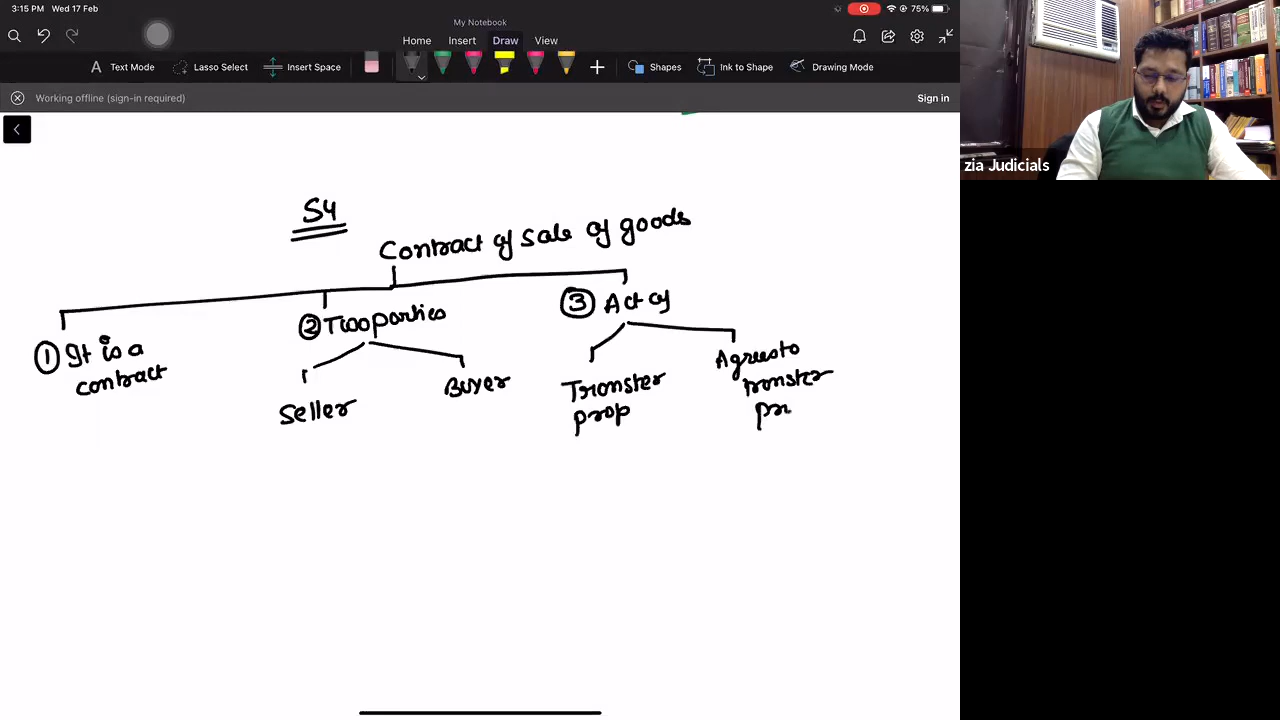 3:15 PM Wed 17 Feb
75%
My Notebook
Home Insert Draw View
Text Mode Lasso Select Insert Space Shapes Ink to Shape Drawing Mode
Working offline (sign-in required) Sign in
zia Judicials
S4
Contract of sale of goods
① It is a
contract
② Two parties
Seller
Buyer
③ Act of
Transfer
prop
Agrees to
transfer
pr